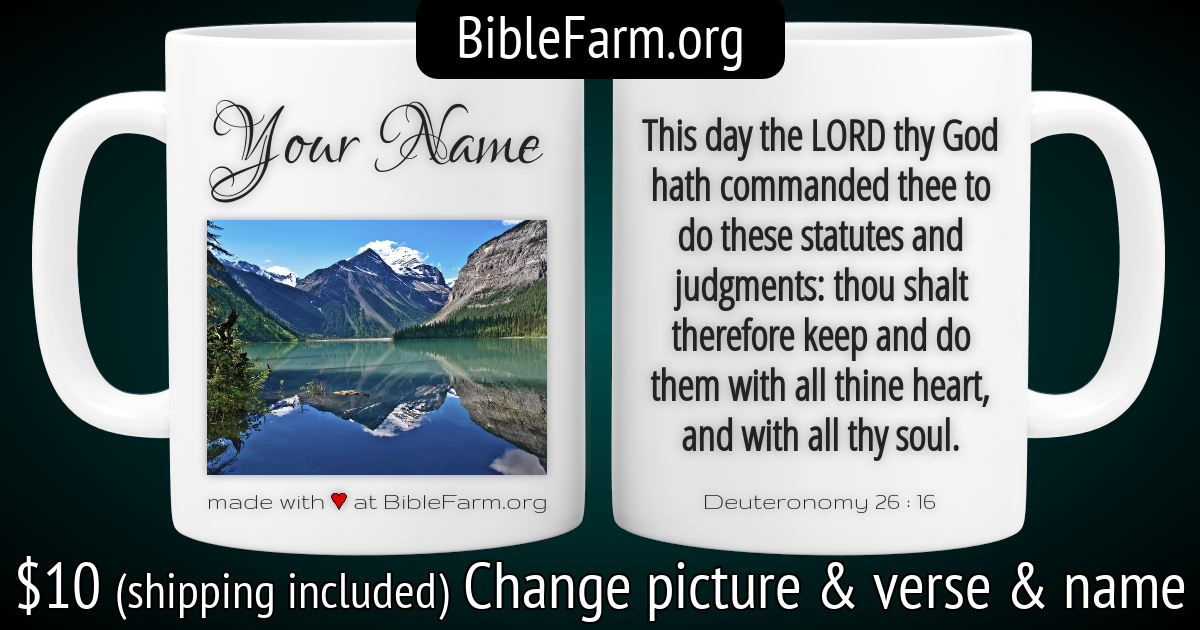 BibleFarm.org
Your Name
made with ♥ at BibleFarm.org
This day the LORD thy God
hath commanded thee to
do these statutes and
judgments: thou shalt
therefore keep and do
them with all thine heart,
and with all thy soul.
Deuteronomy 26 : 16
$10 (shipping included) Change picture & verse & name